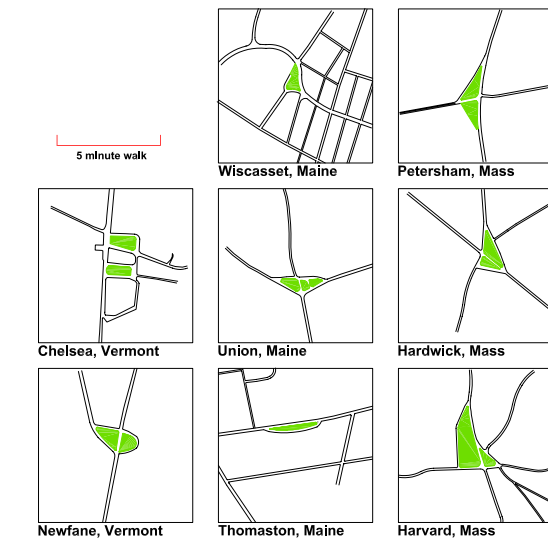 5 minute walk
Wiscasset, Maine
Petersham, Mass
Chelsea, Vermont
Union, Maine
Hardwick, Mass
Newfane, Vermont
Thomaston, Maine
Harvard, Mass